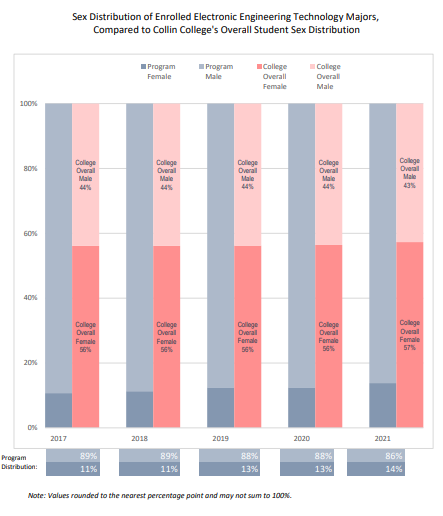 Sex Distribution of Enrolled Electronic Engineering Technology Majors,
Compared to Collin College's Overall Student Sex Distribution
Program Female
Program Male
College Overall Female
College Overall Male
100%
80%
60%
40%
20%
0%
College Overall Male 44%
College Overall Male 44%
College Overall Male 44%
College Overall Male 44%
College Overall Male 43%
College Overall Female 56%
College Overall Female 56%
College Overall Female 56%
College Overall Female 56%
College Overall Female 57%
2017 2018 2019 2020 2021
Program Distribution:
89% 89% 88% 88% 86%
11% 11% 13% 13% 14%
Note: Values rounded to the nearest percentage point and may not sum to 100%.